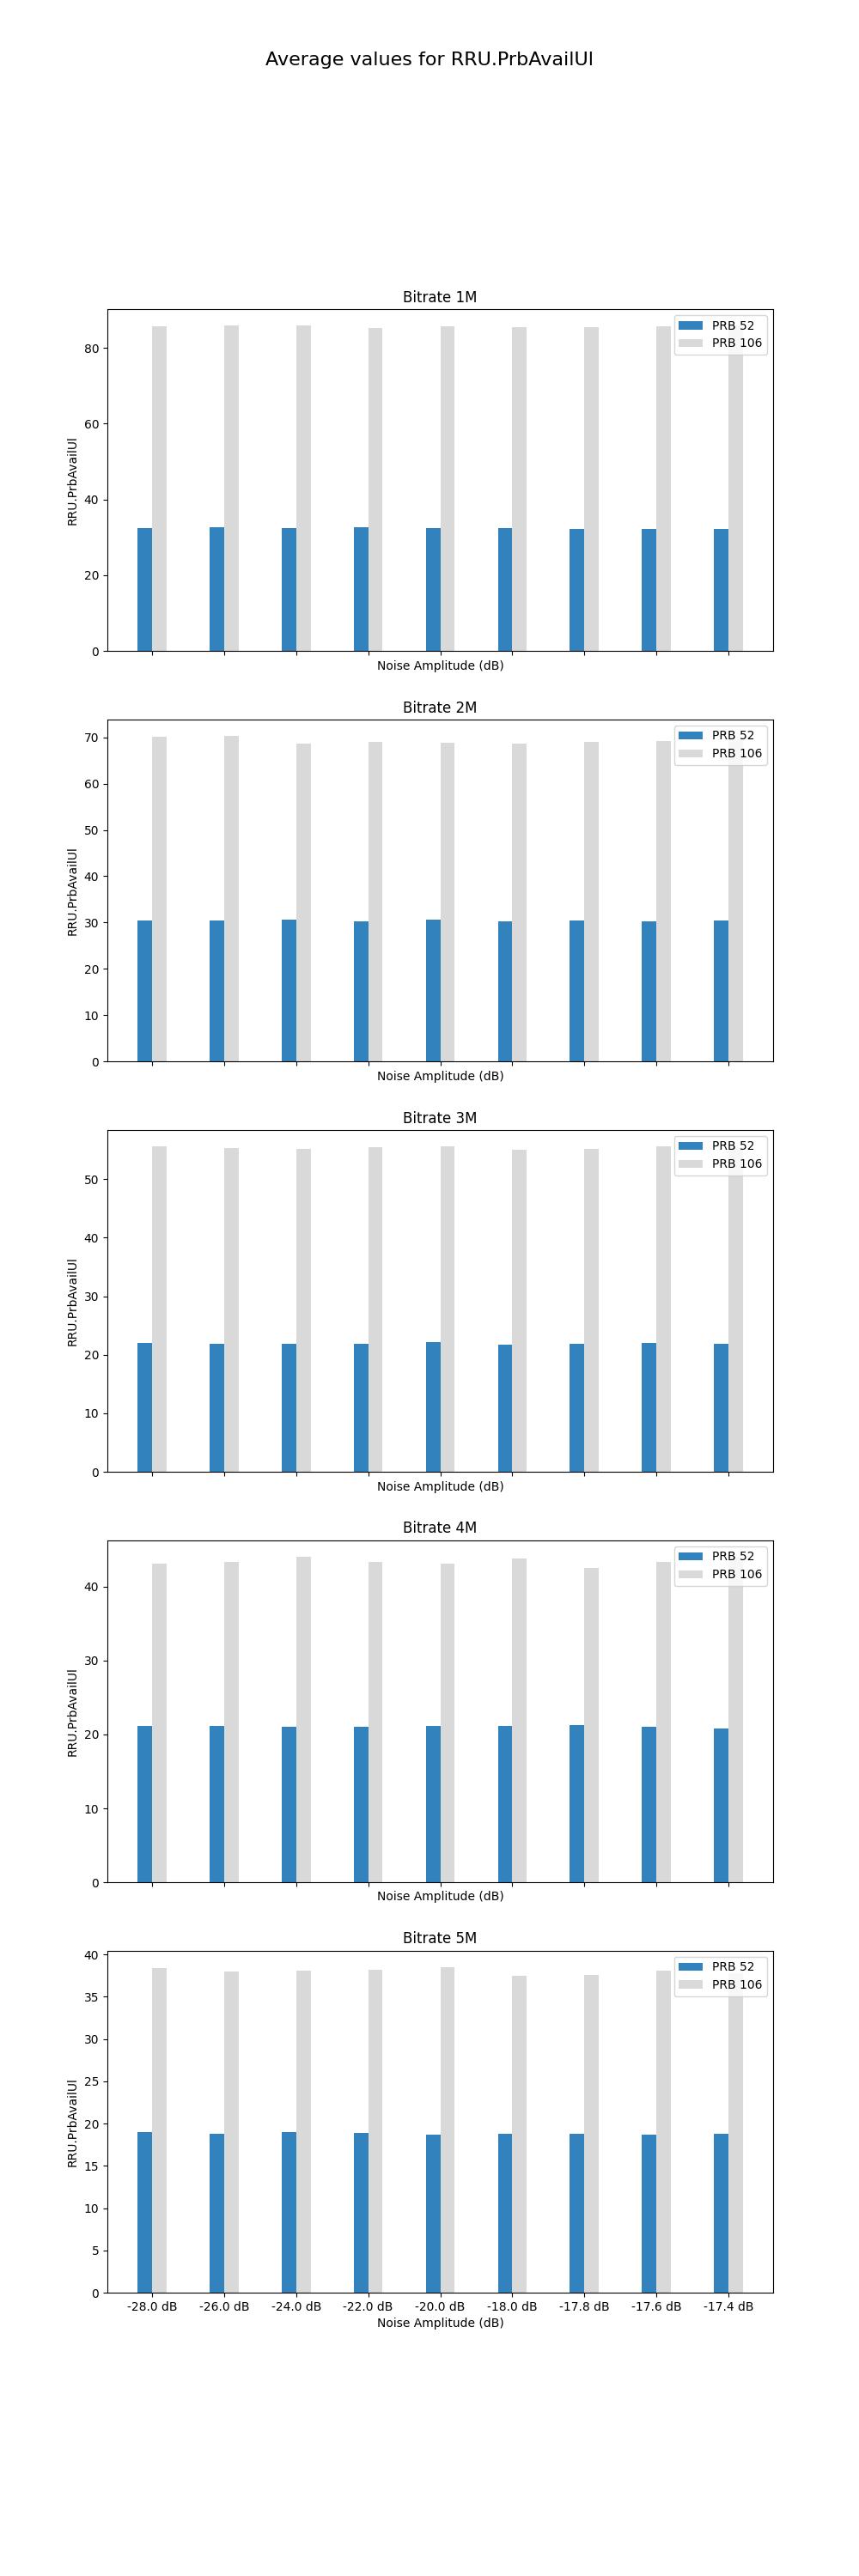 Average values for RRU.PrbAvailUl
Bitrate 1M
PRB 52
PRB 106
RRU.PrbAvailUl
80
60
40
20
0
Noise Amplitude (dB)
Bitrate 2M
PRB 52
PRB 106
RRU.PrbAvailUl
70
60
50
40
30
20
10
0
Noise Amplitude (dB)
Bitrate 3M
PRB 52
PRB 106
RRU.PrbAvailUl
50
40
30
20
10
0
Noise Amplitude (dB)
Bitrate 4M
PRB 52
PRB 106
RRU.PrbAvailUl
40
30
20
10
0
Noise Amplitude (dB)
Bitrate 5M
PRB 52
PRB 106
RRU.PrbAvailUl
40
35
30
25
20
15
10
5
0
-28.0 dB -26.0 dB -24.0 dB -22.0 dB -20.0 dB -18.0 dB -17.8 dB -17.6 dB -17.4 dB
Noise Amplitude (dB)